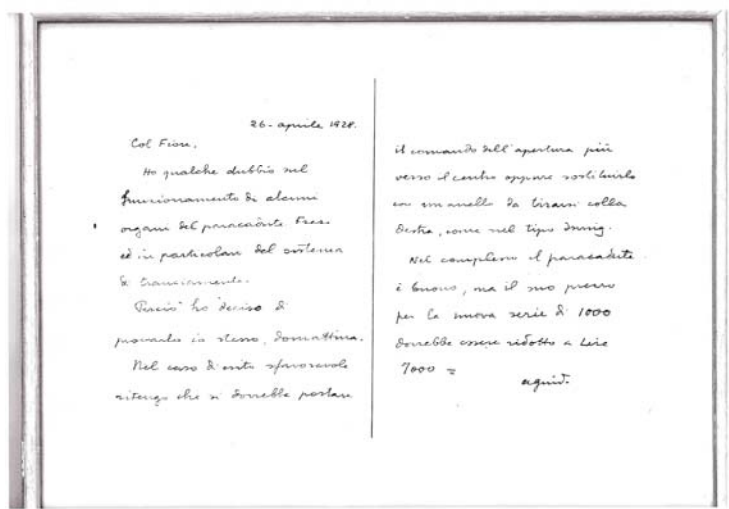 26 - aprile 1928.
Col Fiore,
Ho qualche dubbio sul
funzionamento di alcuni
organi del paracadute Freri
ed in particolare del sistema
di tranciamento.
Perciò ho deciso di
provarlo io stesso, domattina.
Nel caso di esito sfavorevole
ritengo che si dovrebbe portare
il comando dell'apertura più
verso il centro oppure sostituirlo
con un anello da tirarsi colla
destra, come nel tipo Irving.
Nel complesso il paracadute
è buono, ma il suo prezzo
per la nuova serie di 1000
dovrebbe essere ridotto a Lire
7000 =